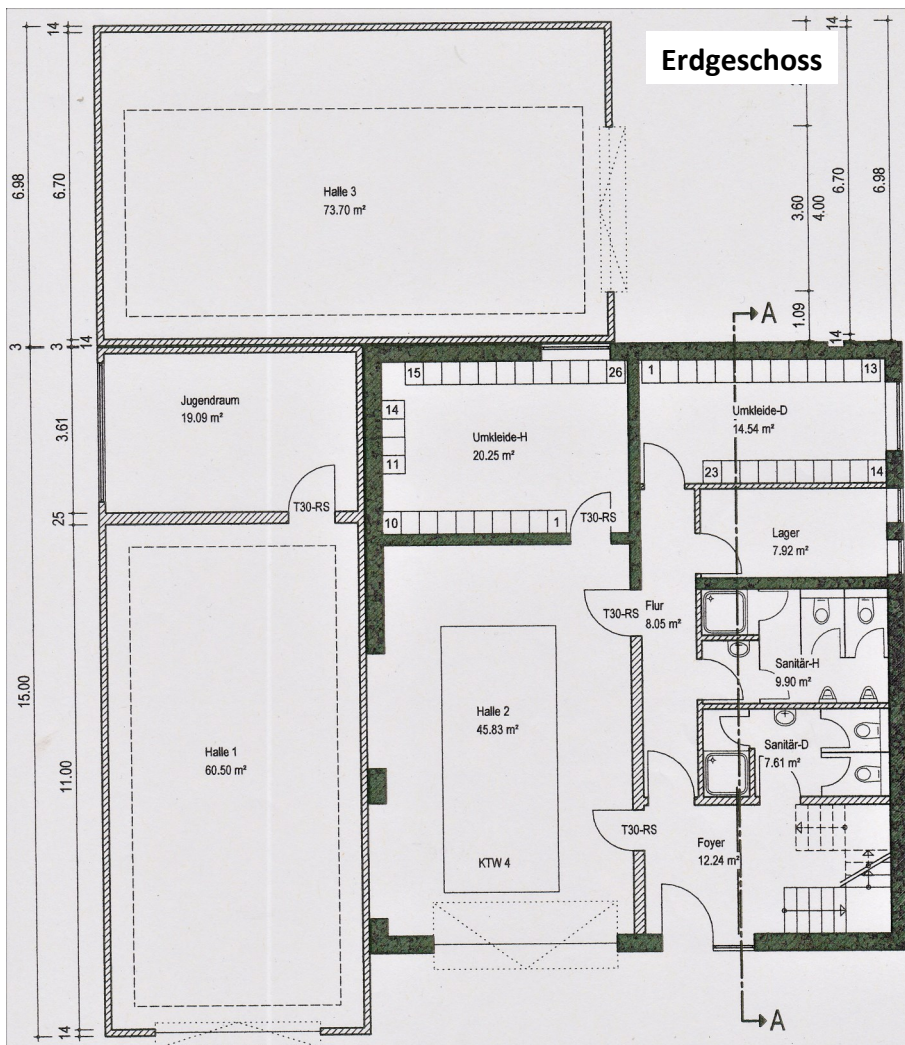 Erdgeschoss
14
14
14
6.98
6.70
3.60
4.00
6.70
6.98
1.09
14
Halle 3
73.70 m²
A
3
3
14
15
26
1
13
Jugendraum
19.09 m²
14
11
Umkleide-H
20.25 m²
Umkleide-D
14.54 m²
3.61
23
14
T30-RS
10
1
T30-RS
25
Lager
7.92 m²
T30-RS
Flur
8.05 m²
Sanitär-H
9.90 m²
15.00
11.00
Halle 1
60.50 m²
Halle 2
45.83 m²
Sanitär-D
7.61 m²
T30-RS
Foyer
12.24 m²
KTW 4
14
A